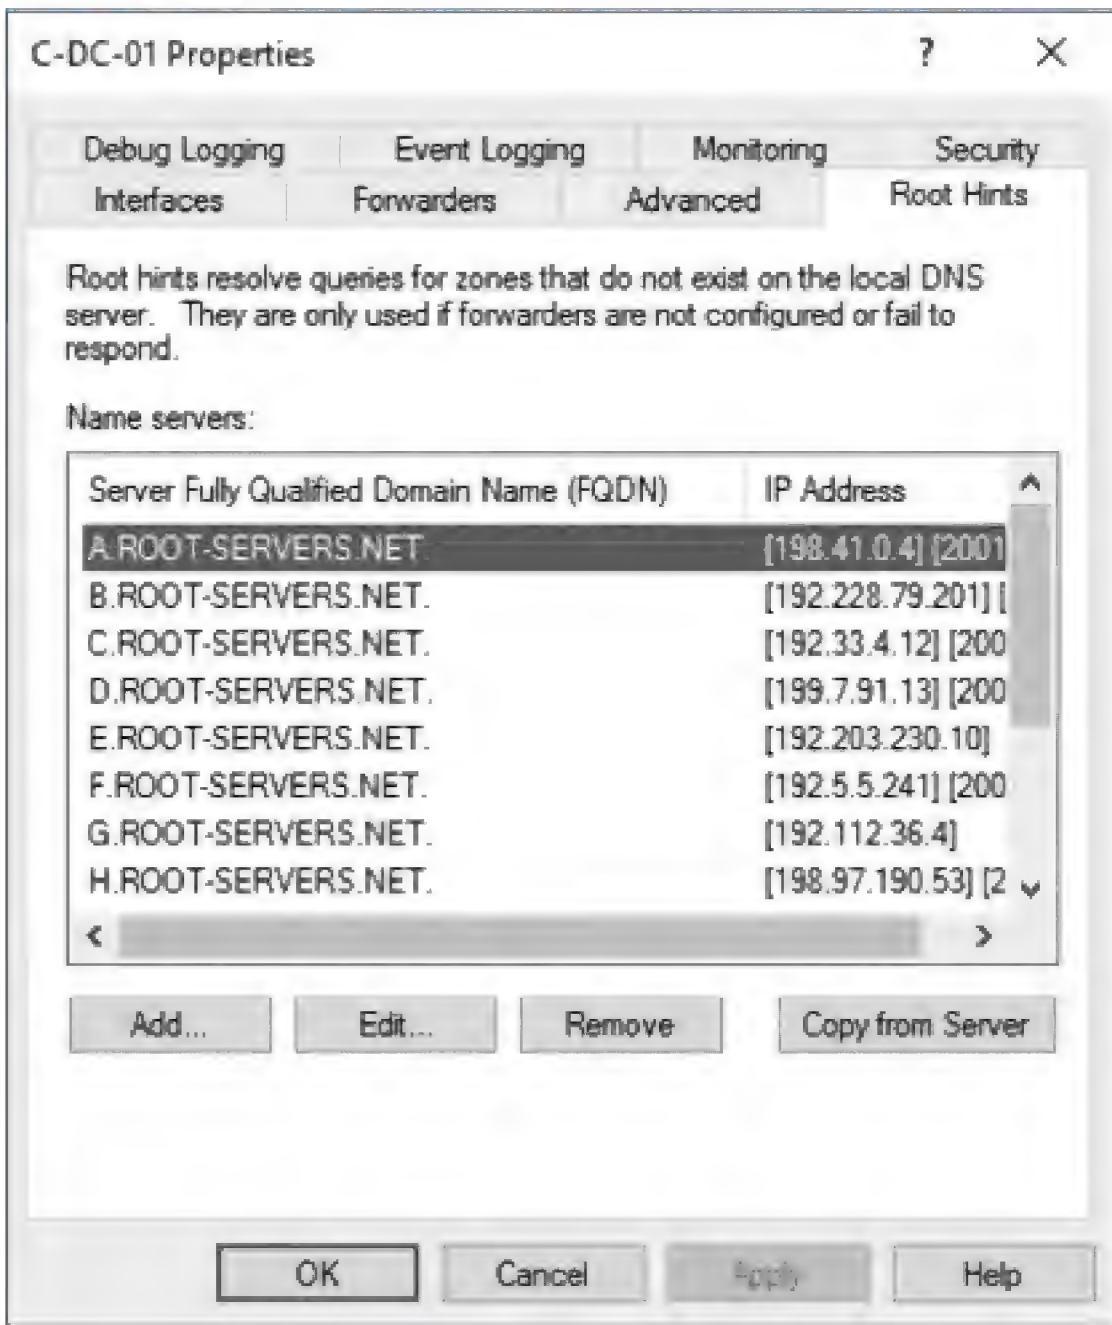 C-DC-01 Properties ? ×
Debug Logging Event Logging Monitoring Security
Interfaces Forwarders Advanced Root Hints
Root hints resolve queries for zones that do not exist on the local DNS
server. They are only used if forwarders are not configured or fail to
respond.
Name servers:
Server Fully Qualified Domain Name (FQDN) IP Address
A.ROOT-SERVERS.NET. [198.41.0.4] [2001
B.ROOT-SERVERS.NET. [192.228.79.201] [
C.ROOT-SERVERS.NET. [192.33.4.12] [200
D.ROOT-SERVERS.NET. [199.7.91.13] [200
E.ROOT-SERVERS.NET. [192.203.230.10]
F.ROOT-SERVERS.NET. [192.5.5.241] [200
G.ROOT-SERVERS.NET. [192.112.36.4]
H.ROOT-SERVERS.NET. [198.97.190.53] [2
Add... Edit... Remove Copy from Server
OK Cancel Apply Help